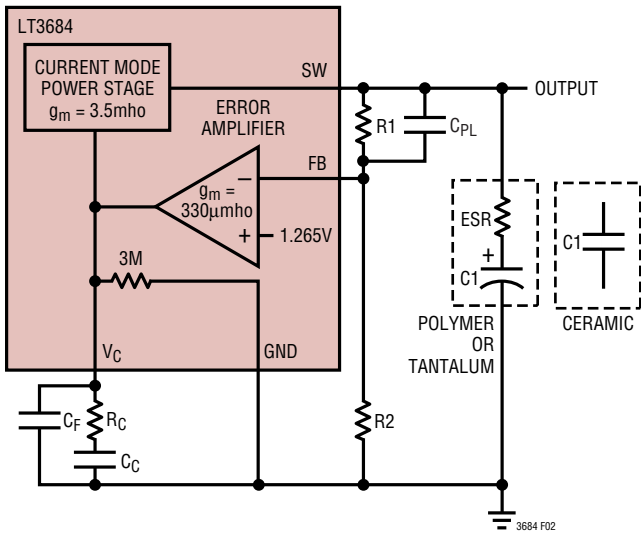 LT3684
CURRENT MODE
POWER STAGE
gm = 3.5mho
SW
OUTPUT
ERROR
AMPLIFIER
R1
CPL
FB
–
gm =
330µmho
+
1.265V
ESR
+
C1
C1
3M
POLYMER
OR
TANTALUM
CERAMIC
VC
GND
CF
RC
R2
CC
3684 F02